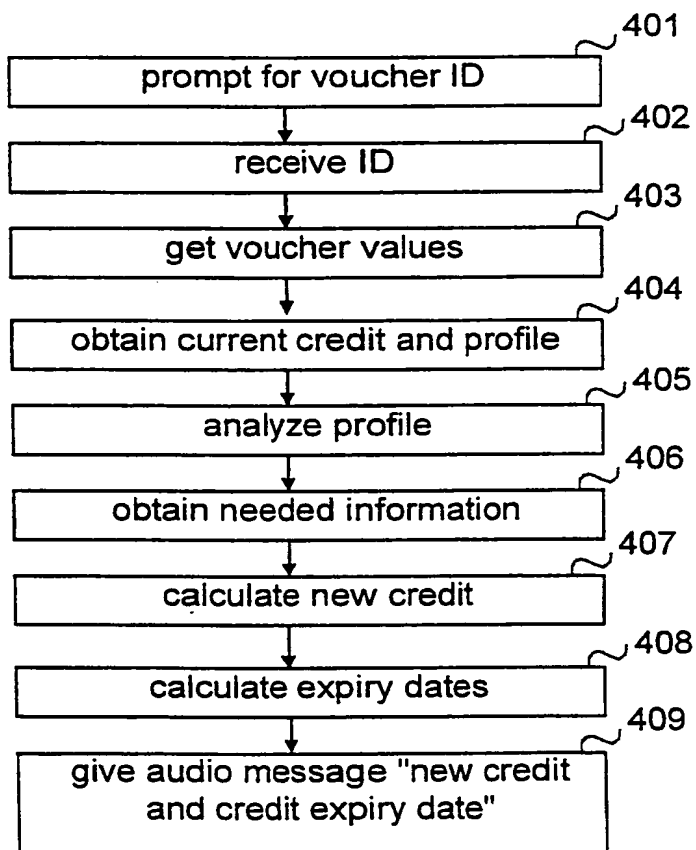 401
prompt for voucher ID
402
receive ID
403
get voucher values
404
obtain current credit and profile
405
analyze profile
406
obtain needed information
407
calculate new credit
408
calculate expiry dates
409
give audio message "new credit
and credit expiry date"